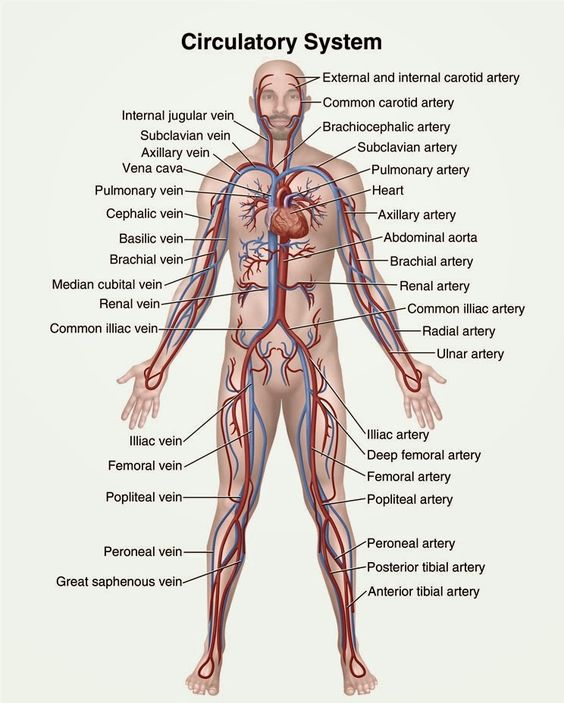 Circulatory System
External and internal carotid artery
Common carotid artery
Internal jugular vein
Brachiocephalic artery
Subclavian vein
Subclavian artery
Axillary vein
Vena cava
Pulmonary artery
Pulmonary vein
Heart
Cephalic vein
Axillary artery
Basilic vein
Abdominal aorta
Brachial vein
Brachial artery
Median cubital vein
Renal artery
Renal vein
Common iliac artery
Common illiac vein
Radial artery
Ulnar artery
Illiac vein
Illiac artery
Deep femoral artery
Femoral vein
Femoral artery
Popliteal vein
Popliteal artery
Peroneal vein
Peroneal artery
Posterior tibial artery
Great saphenous vein
Anterior tibial artery